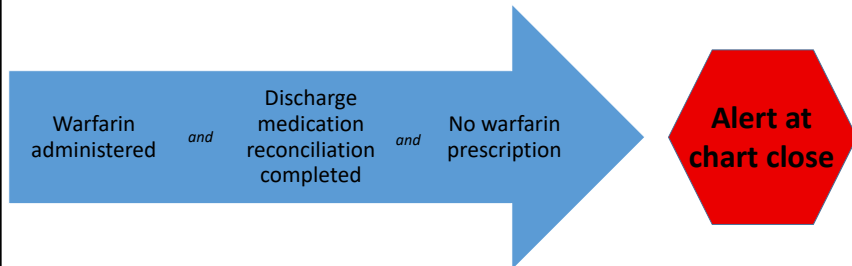 Warfarin
administered
and
Discharge
medication
reconciliation
completed
and
No warfarin
prescription
Alert at
chart close